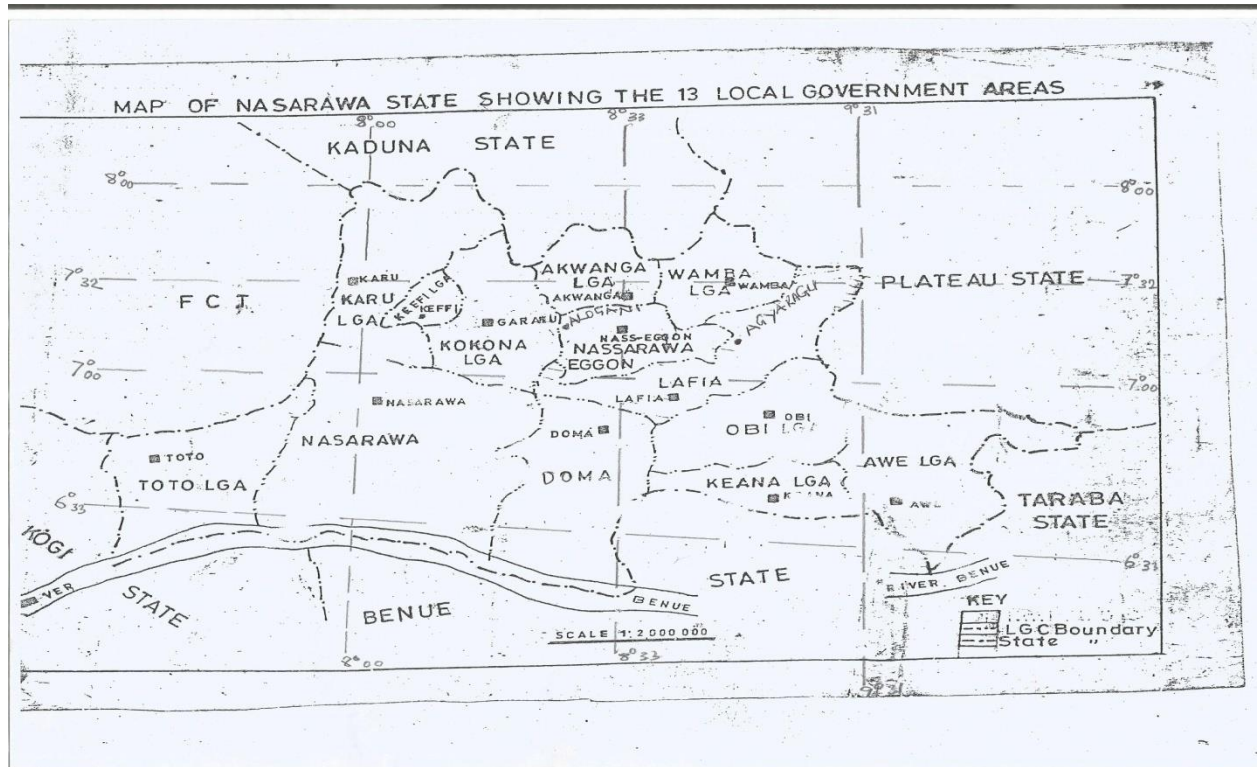 MAP OF NASARAWA STATE SHOWING THE 13 LOCAL GOVERNMENT AREAS
8°00
8°33
9°31
KADUNA STATE
8°00
8°00
7°32
KARU
KARU
LGA
KEFFI LGA
KEFFI
AKWANGA
LGA
AKWANGA
WAMBA
LGA
WAMBA
PLATEAU STATE
7°32
F C T
GARAKU
KOKONA
LGA
ALOGANI
NASS-EGGON
NASSARAWA
EGGON
AGYARAGU
7°00
7°00
LAFIA
LAFIA
NASARAWA
NASARAWA
DOMA
DOMA
OBI
OBI LGA
TOTO
TOTO LGA
KEANA LGA
KEANA
AWE LGA
AWE
TARABA
STATE
6°33
6°31
KOGI
STATE
VER
BENUE
BENUE
STATE
RIVER BENUE
SCALE 1:2000 000
KEY
LGC Boundary
State "
8°00
8°33
9°31